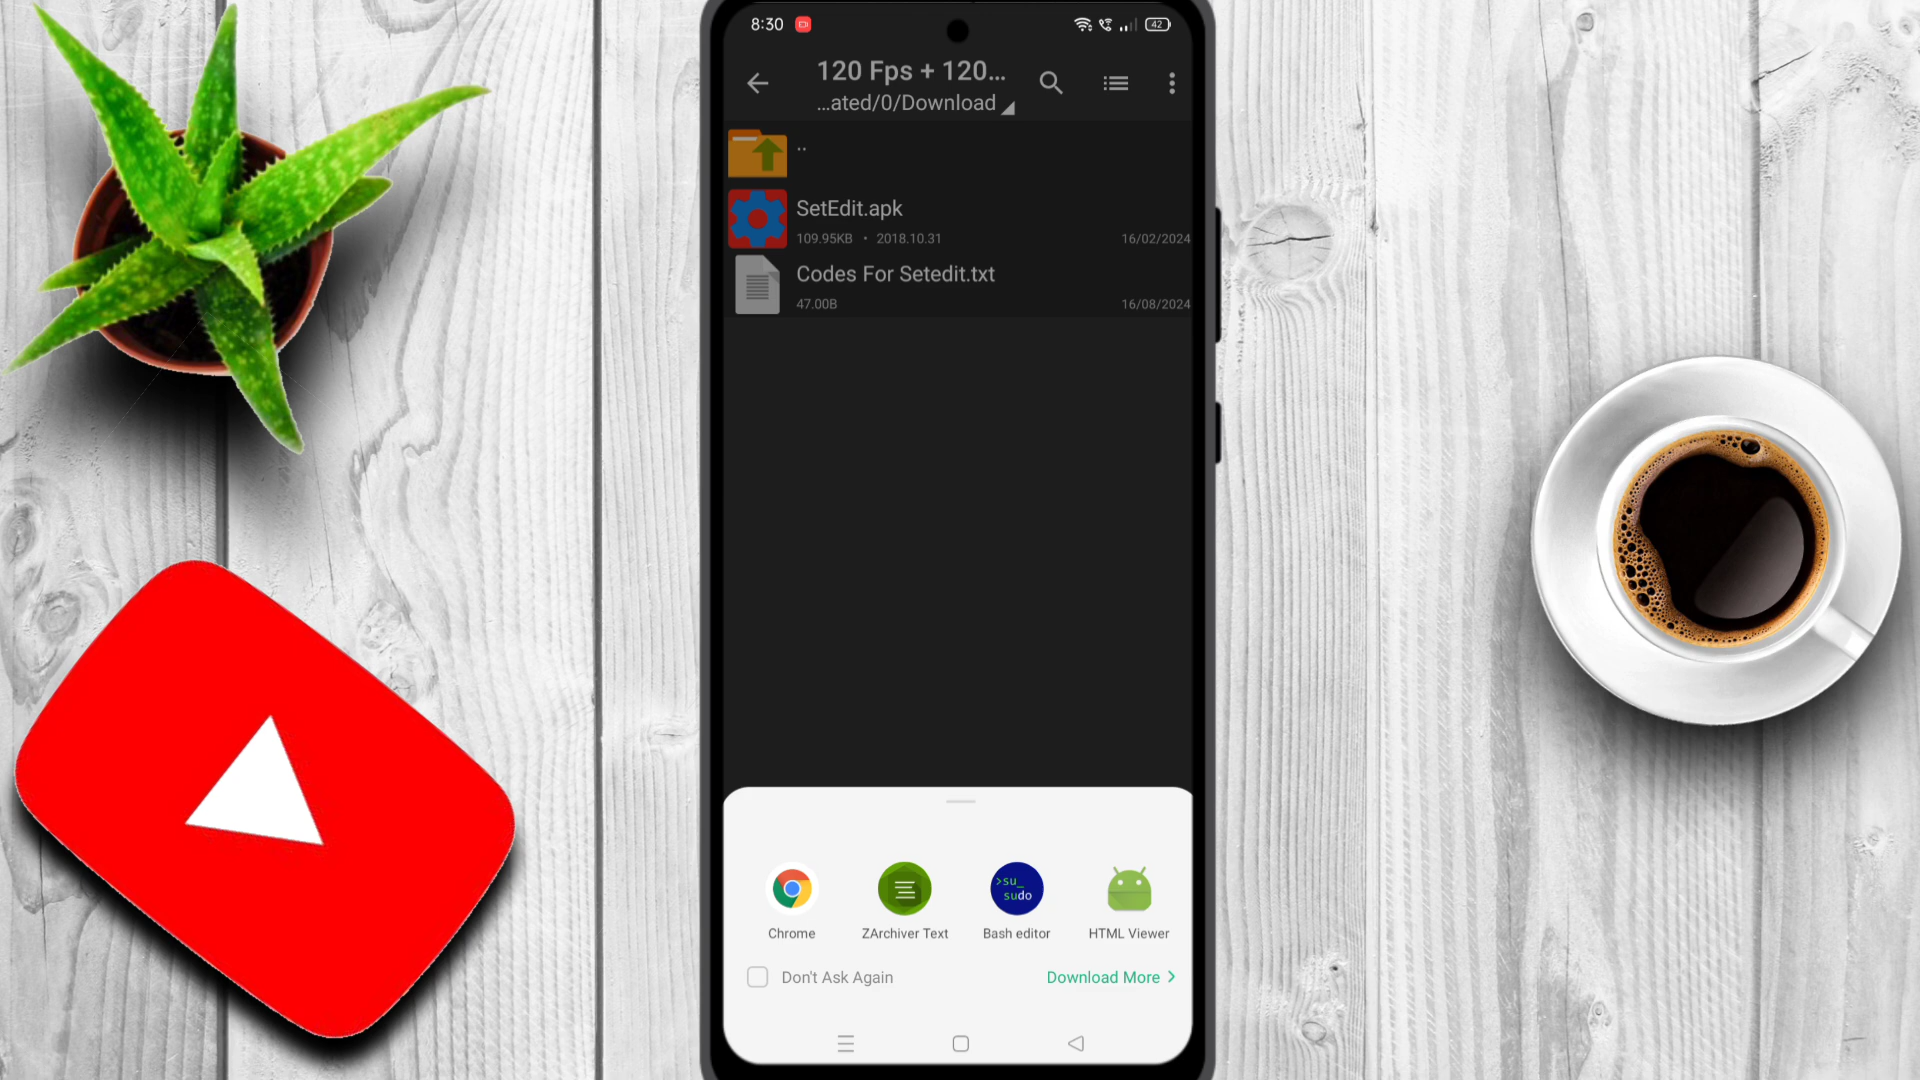 8:30
42
120 Fps + 120...
...ated/0/Download
..
SetEdit.apk
109.95KB • 2018.10.31
16/02/2024
Codes For Setedit.txt
47.00B
16/08/2024
>su_
sudo
Chrome
ZArchiver Text
Bash editor
HTML Viewer
Don't Ask Again
Download More >